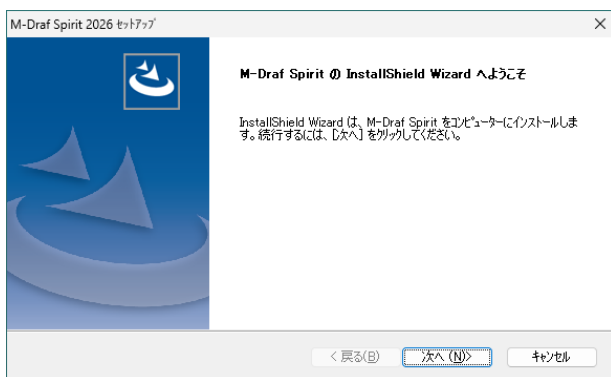 M-Draf Spirit 2026 ｾｯﾄｱｯﾌﾟ
M-Draf Spirit の InstallShield Wizard へようこそ
InstallShield Wizard は、M-Draf Spirit をｺﾝﾋﾟｭｰﾀｰにｲﾝｽﾄｰﾙしま
す。続行するには、[次へ] をｸﾘｯｸしてください。
< 戻る(B)
次へ (N)>
ｷｬﾝｾﾙ